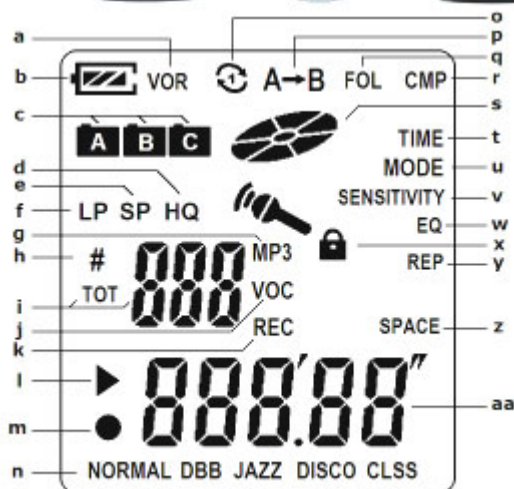 o
a p
b VOR 1 A→B FOL CMP q
r
c A B C s
TIME t
d MODE u
e SENSITIVITY v
f LP SP HQ EQ w
g MP3 x
h # REP y
i TOT 888
j VOC
k REC SPACE z
l 888'.88" aa
m
n NORMAL DBB JAZZ DISCO CLSS